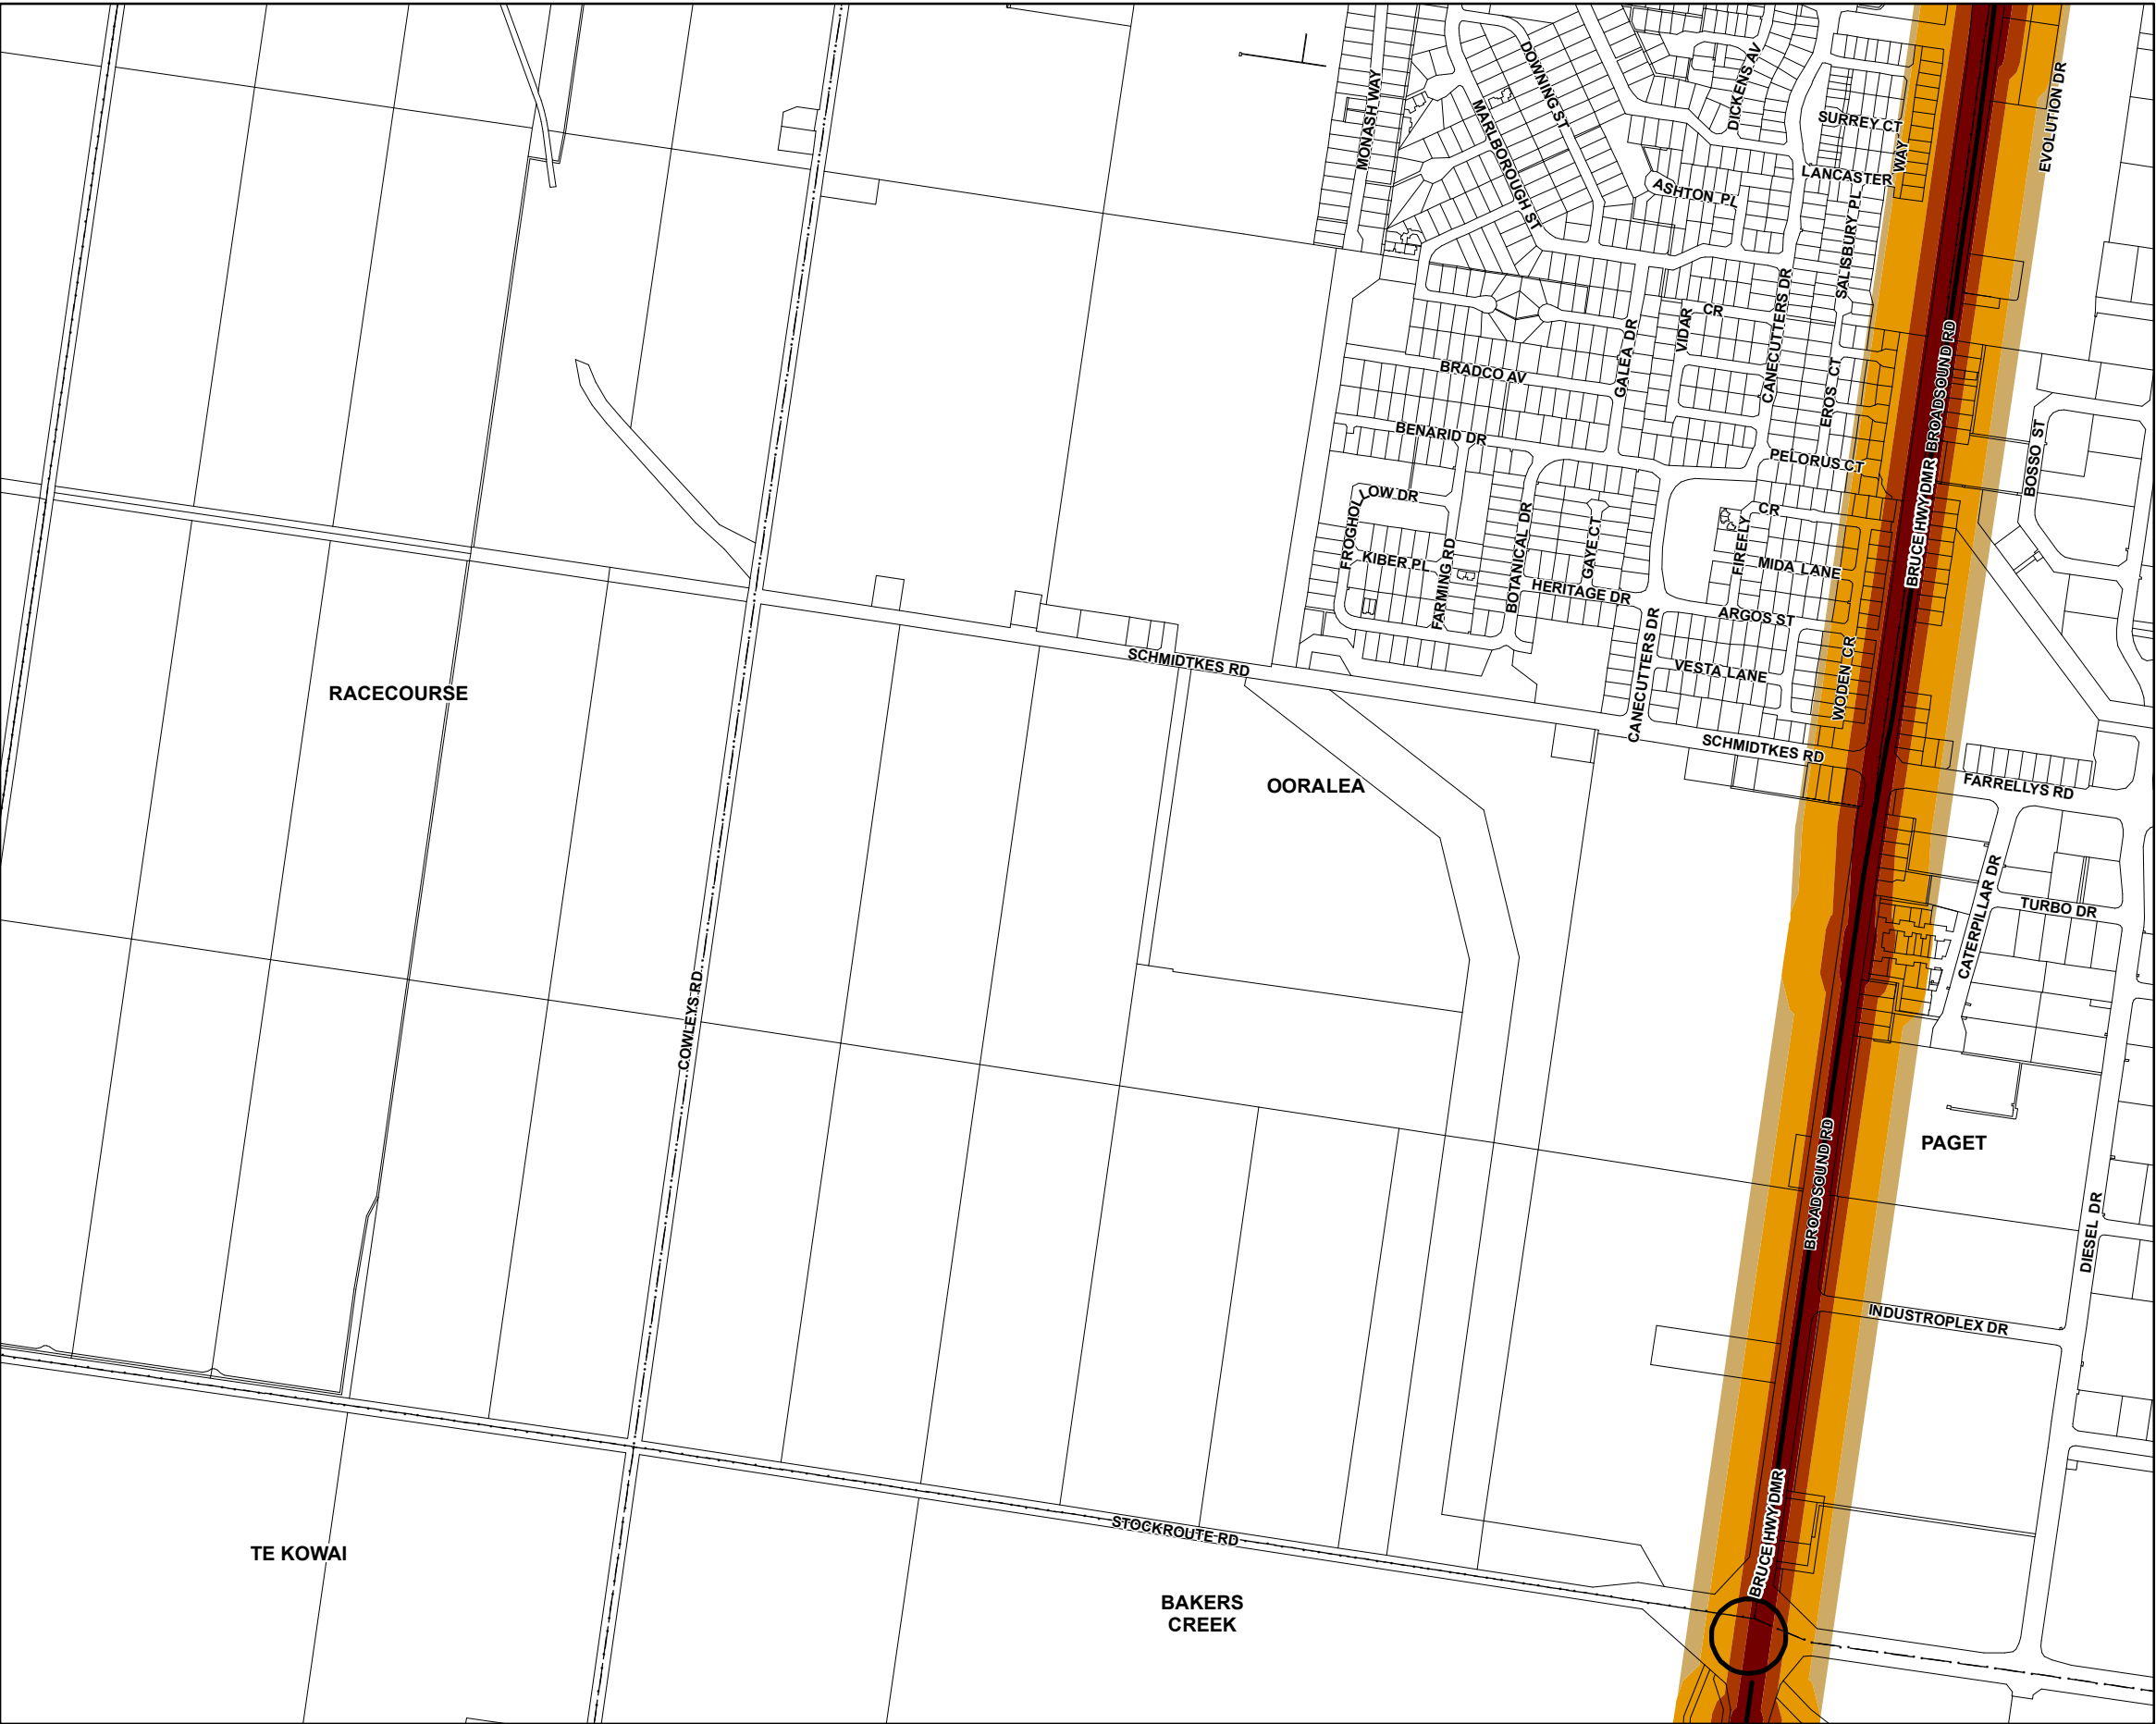 MONASH WAY
DOWNING ST
MARLBOROUGH ST
DICKENS AV
SURREY CT
LANCASTER
WAY
EVOLUTION DR
ASHTON PL
SALISBURY PL
CANECUTTERS DR
VIDAR
CR
GALEA DR
BRADCO AV
EROS CT
BROADSOUND RD
BRUCE HWY DMR
BENARID DR
PELORUS CT
BOSSO ST
FROGHOLLOW DR
CR
FIREFLY
GAYE CT
BOTANICAL DR
FARMING RD
KIBER PL
MIDA LANE
HERITAGE DR
ARGOS ST
VESTA LANE
WODEN CR
CANECUTTERS DR
SCHMIDTKES RD
SCHMIDTKES RD
RACECOURSE
OORALEA
FARRELLYS RD
CATERPILLAR DR
TURBO DR
COWLEYS RD
BROADSOUND RD
PAGET
DIESEL DR
INDUSTROPLEX DR
BRUCE HWY DMR
STOCKROUTE RD
TE KOWAI
BAKERS
CREEK